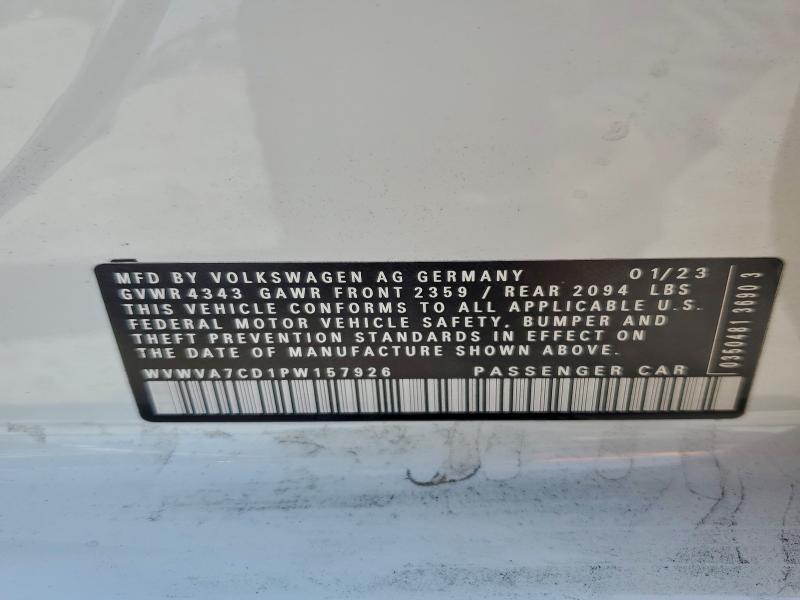 MFD BY VOLKSWAGEN AG GERMANY 01/23
GVWR 4343 GAWR FRONT 2359 / REAR 2094 LBS
THIS VEHICLE CONFORMS TO ALL APPLICABLE U.S.
FEDERAL MOTOR VEHICLE SAFETY, BUMPER AND
THEFT PREVENTION STANDARDS IN EFFECT ON
THE DATE OF MANUFACTURE SHOWN ABOVE.
WVWVA7CD1PW157926 PASSENGER CAR